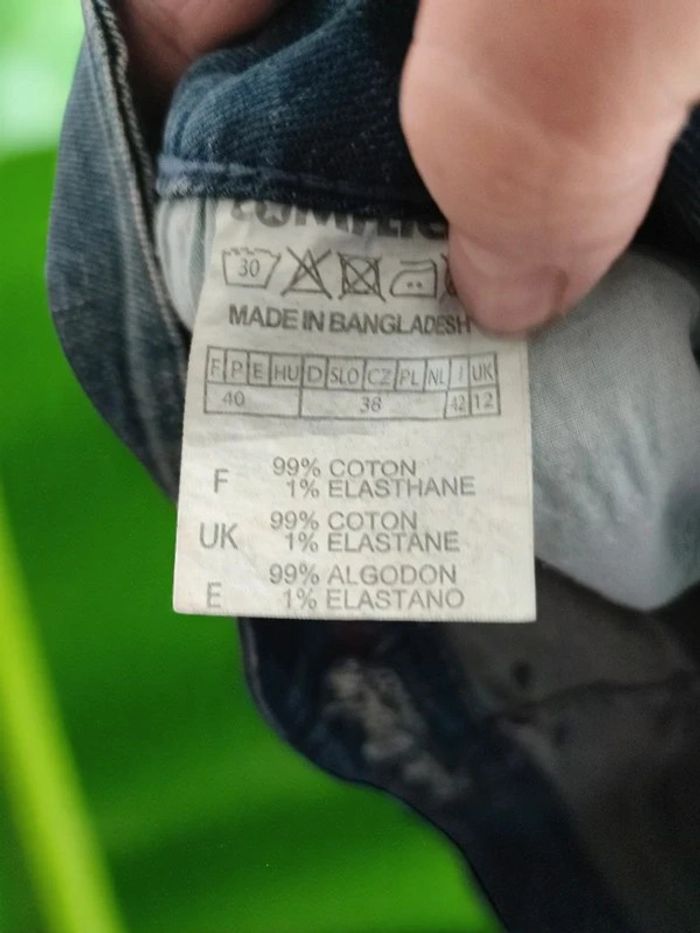 30
MADE IN BANGLADESH
F P E HU D SLO CZ PL NL I UK
40 38 42 12
F 99% COTON
1% ELASTHANE
UK 99% COTON
1% ELASTANE
E 99% ALGODON
1% ELASTANO